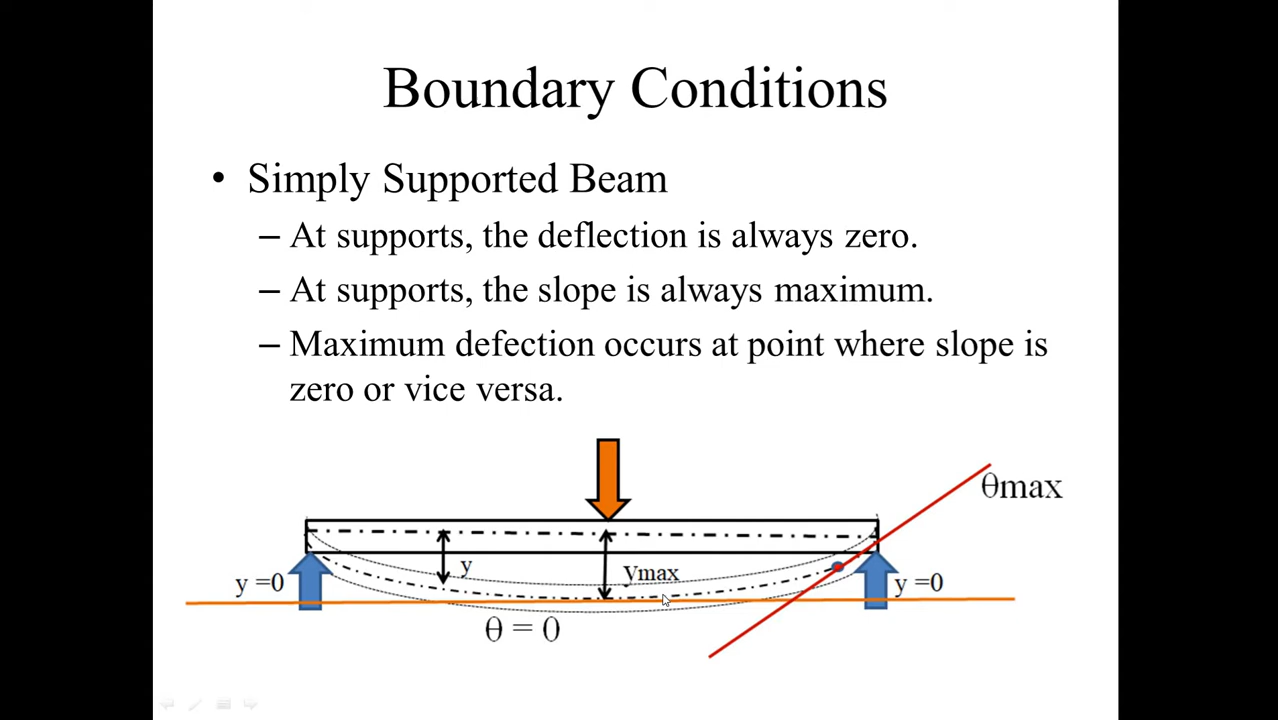 Boundary Conditions
• Simply Supported Beam
– At supports, the deflection is always zero.
– At supports, the slope is always maximum.
– Maximum defection occurs at point where slope is
zero or vice versa.
θmax
y
ymax
y =0
y =0
θ = 0